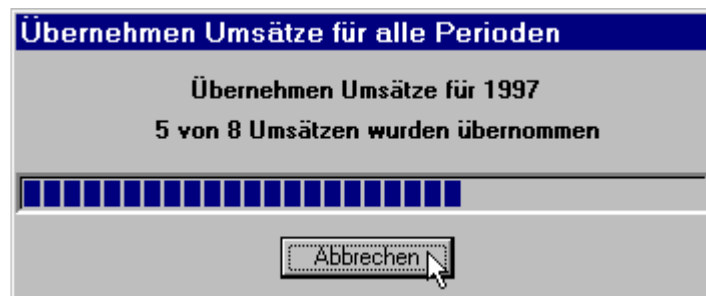 Übernehmen Umsätze für alle Perioden
Übernehmen Umsätze für 1997
5 von 8 Umsätzen wurden übernommen
Abbrechen